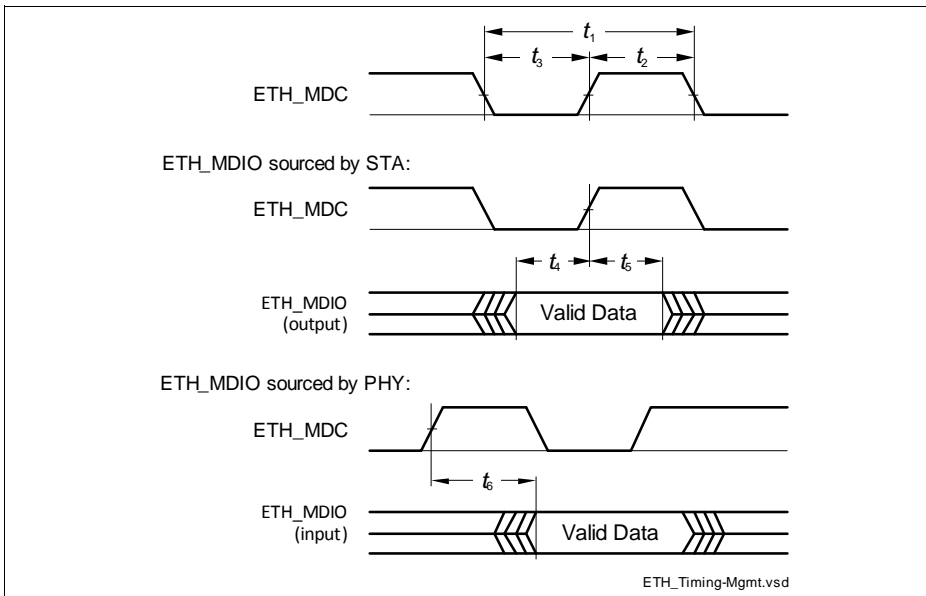 t1
t3 t2
ETH_MDC
ETH_MDIO sourced by STA:
ETH_MDC
t4 t5
ETH_MDIO
(output)
Valid Data
ETH_MDIO sourced by PHY:
ETH_MDC
t6
ETH_MDIO
(input)
Valid Data
ETH_Timing-Mgmt.vsd